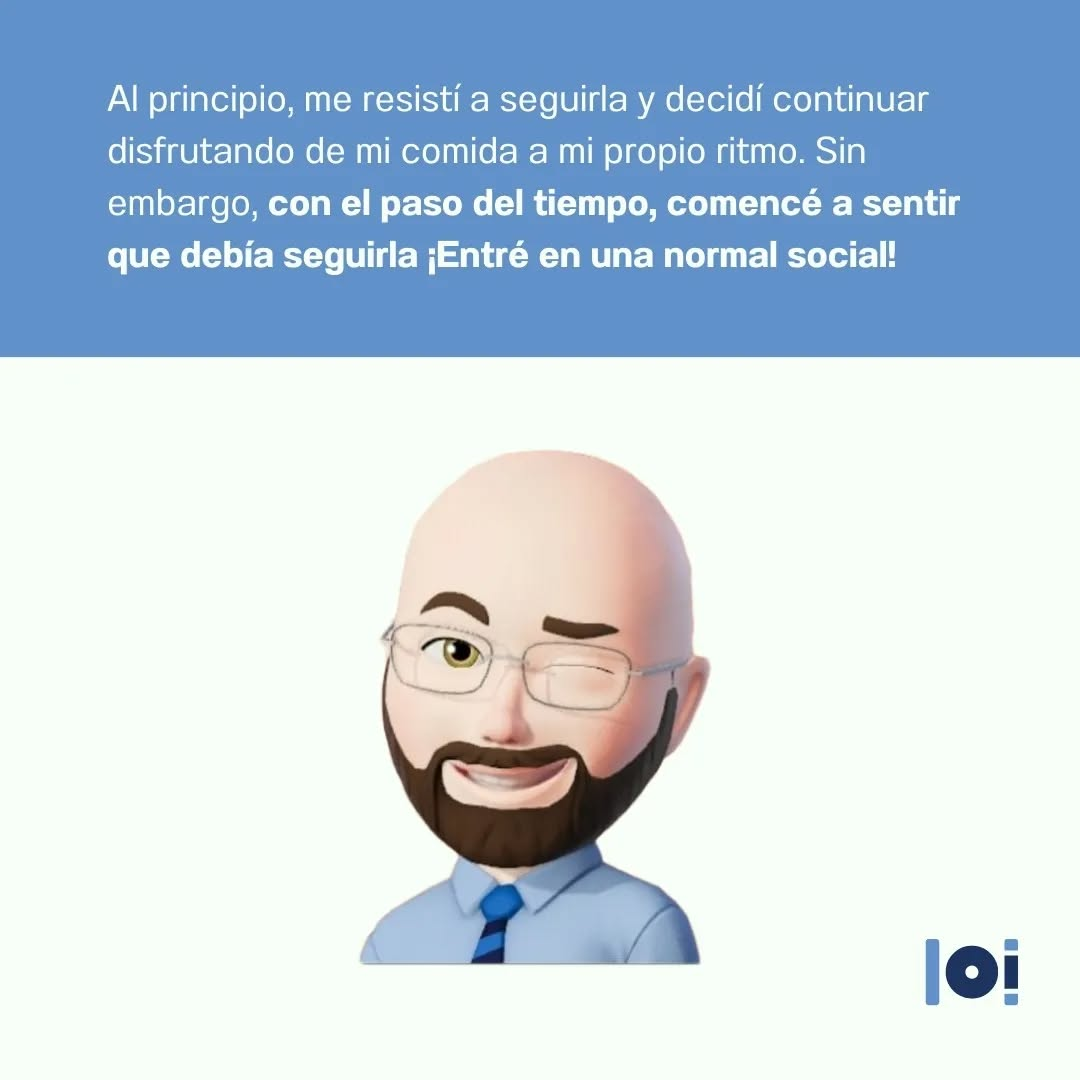 Al principio, me resistí a seguirla y decidí continuar
disfrutando de mi comida a mi propio ritmo. Sin
embargo, con el paso del tiempo, comencé a sentir
que debía seguirla ¡Entré en una normal social!